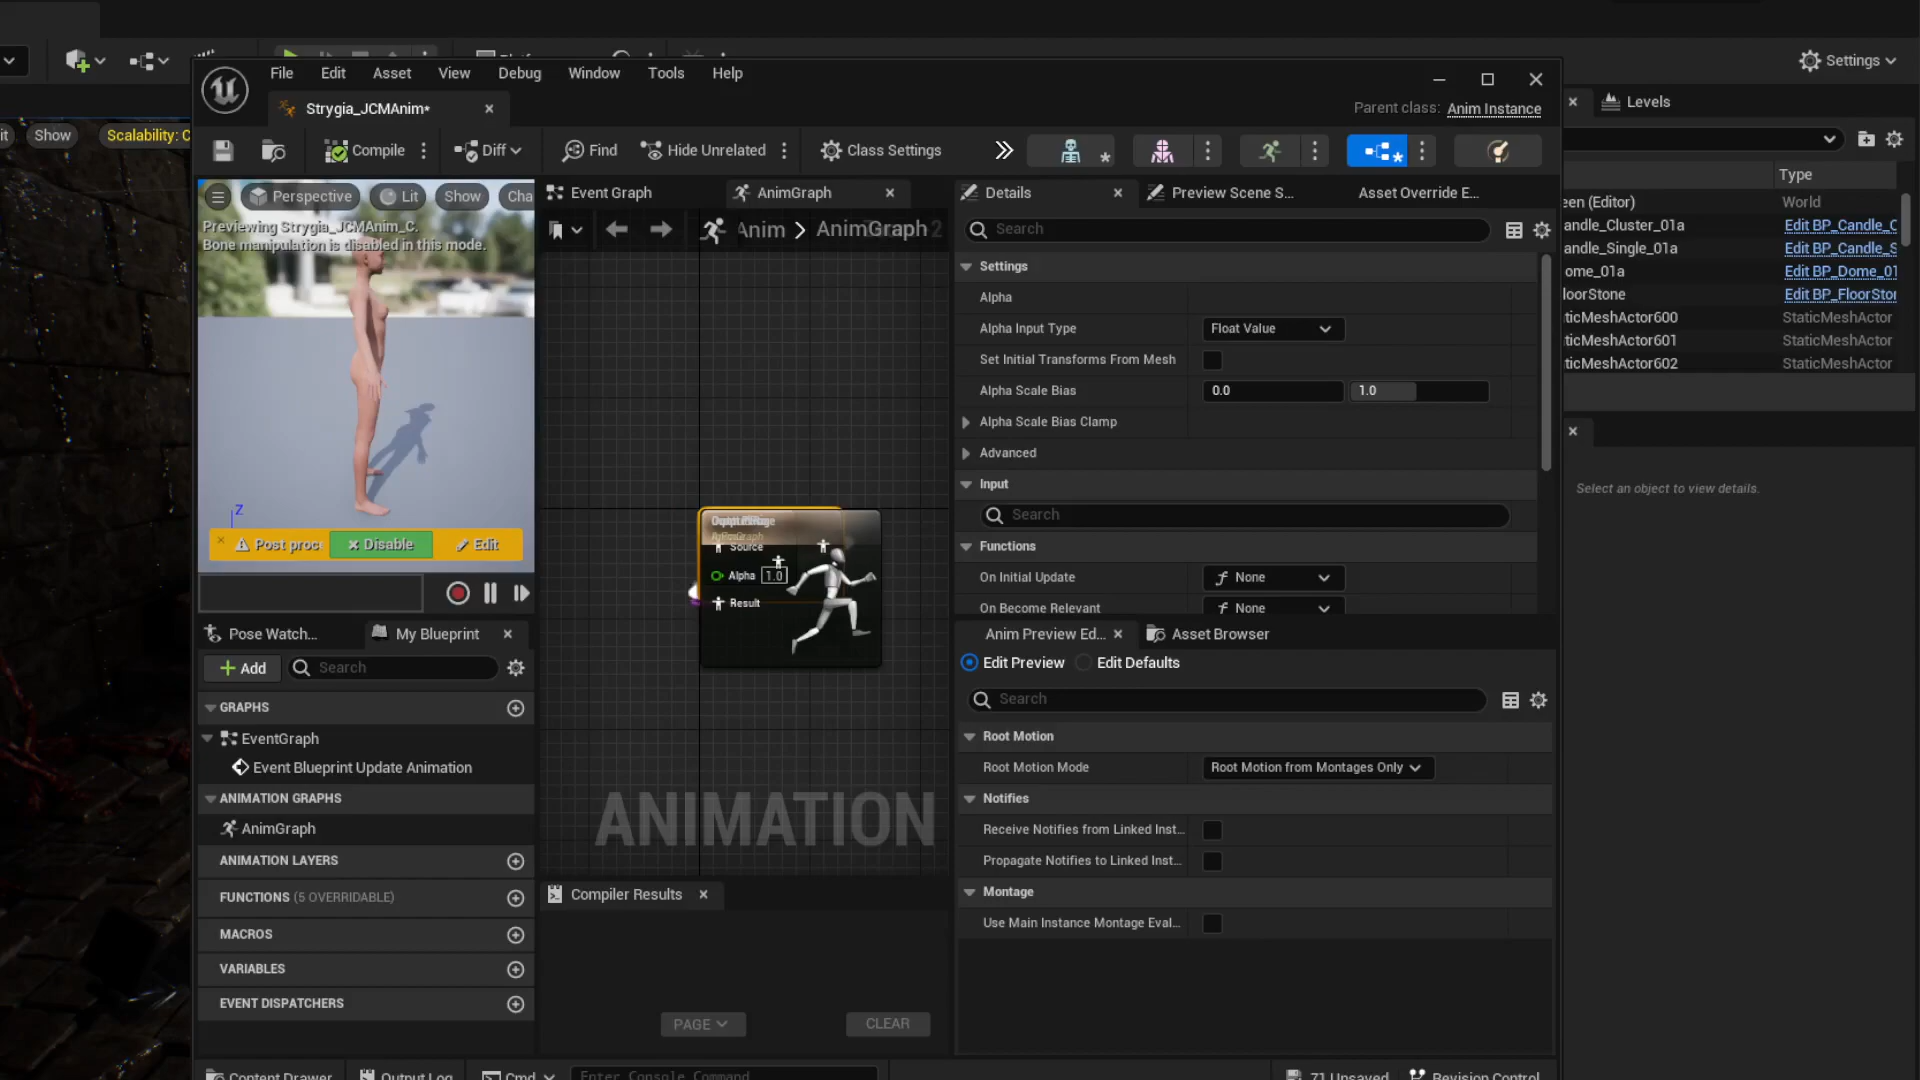 Settings
File Edit Asset View Debug Window Tools Help
Strygia_JCMAnim*
Parent class: Anim Instance
Levels
it Show Scalability: C
Compile Diff Find Hide Unrelated Class Settings
Perspective Lit Show Cha
Previewing Strygia_JCMAnim_C.
Bone manipulation is disabled in this mode.
Z
Post proc Disable Edit
Event Graph AnimGraph
Anim > AnimGraph
Source
Alpha 1.0
Result
ANIMATION
Compiler Results
PAGE CLEAR
Pose Watch... My Blueprint
Add Search
GRAPHS
EventGraph
Event Blueprint Update Animation
ANIMATION GRAPHS
AnimGraph
ANIMATION LAYERS
FUNCTIONS (5 OVERRIDABLE)
MACROS
VARIABLES
EVENT DISPATCHERS
Details Preview Scene S... Asset Override E...
Search
Settings
Alpha
Alpha Input Type Float Value
Set Initial Transforms From Mesh
Alpha Scale Bias 0.0 1.0
Alpha Scale Bias Clamp
Advanced
Input
Search
Functions
On Initial Update None
On Become Relevant None
Anim Preview Ed... Asset Browser
Edit Preview Edit Defaults
Search
Root Motion
Root Motion Mode Root Motion from Montages Only
Notifies
Receive Notifies from Linked Inst...
Propagate Notifies to Linked Inst...
Montage
Use Main Instance Montage Eval...
Type
een (Editor) World
andle_Cluster_01a Edit BP_Candle_C
andle_Single_01a Edit BP_Candle_S
ome_01a Edit BP_Dome_01
loorStone Edit BP_FloorStor
aticMeshActor600 StaticMeshActor
aticMeshActor601 StaticMeshActor
aticMeshActor602 StaticMeshActor
Select an object to view details.
Content Drawer Output Log Cmd Enter Console Command 71 Unsaved Revision Control